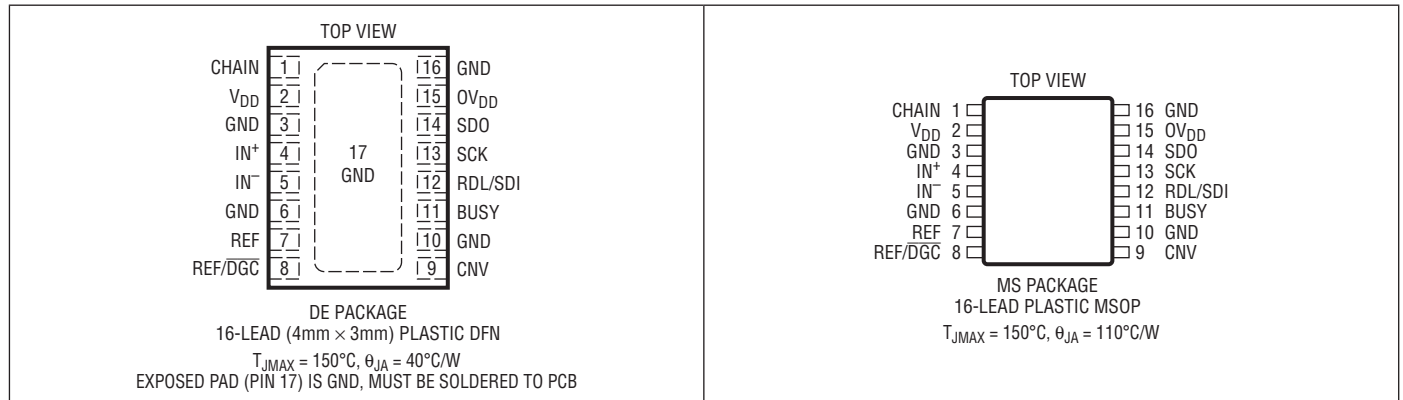 TOP VIEW
CHAIN 1 16 GND
VDD 2 15 OVDD
GND 3 14 SDO
IN+ 4 13 SCK
IN– 5 12 RDL/SDI
GND 6 11 BUSY
REF 7 10 GND
REF/DGC 8 9 CNV
17
GND
DE PACKAGE
16-LEAD (4mm × 3mm) PLASTIC DFN
TJMAX = 150°C, θJA = 40°C/W
EXPOSED PAD (PIN 17) IS GND, MUST BE SOLDERED TO PCB
TOP VIEW
CHAIN 1 16 GND
VDD 2 15 OVDD
GND 3 14 SDO
IN+ 4 13 SCK
IN– 5 12 RDL/SDI
GND 6 11 BUSY
REF 7 10 GND
REF/DGC 8 9 CNV
MS PACKAGE
16-LEAD PLASTIC MSOP
TJMAX = 150°C, θJA = 110°C/W